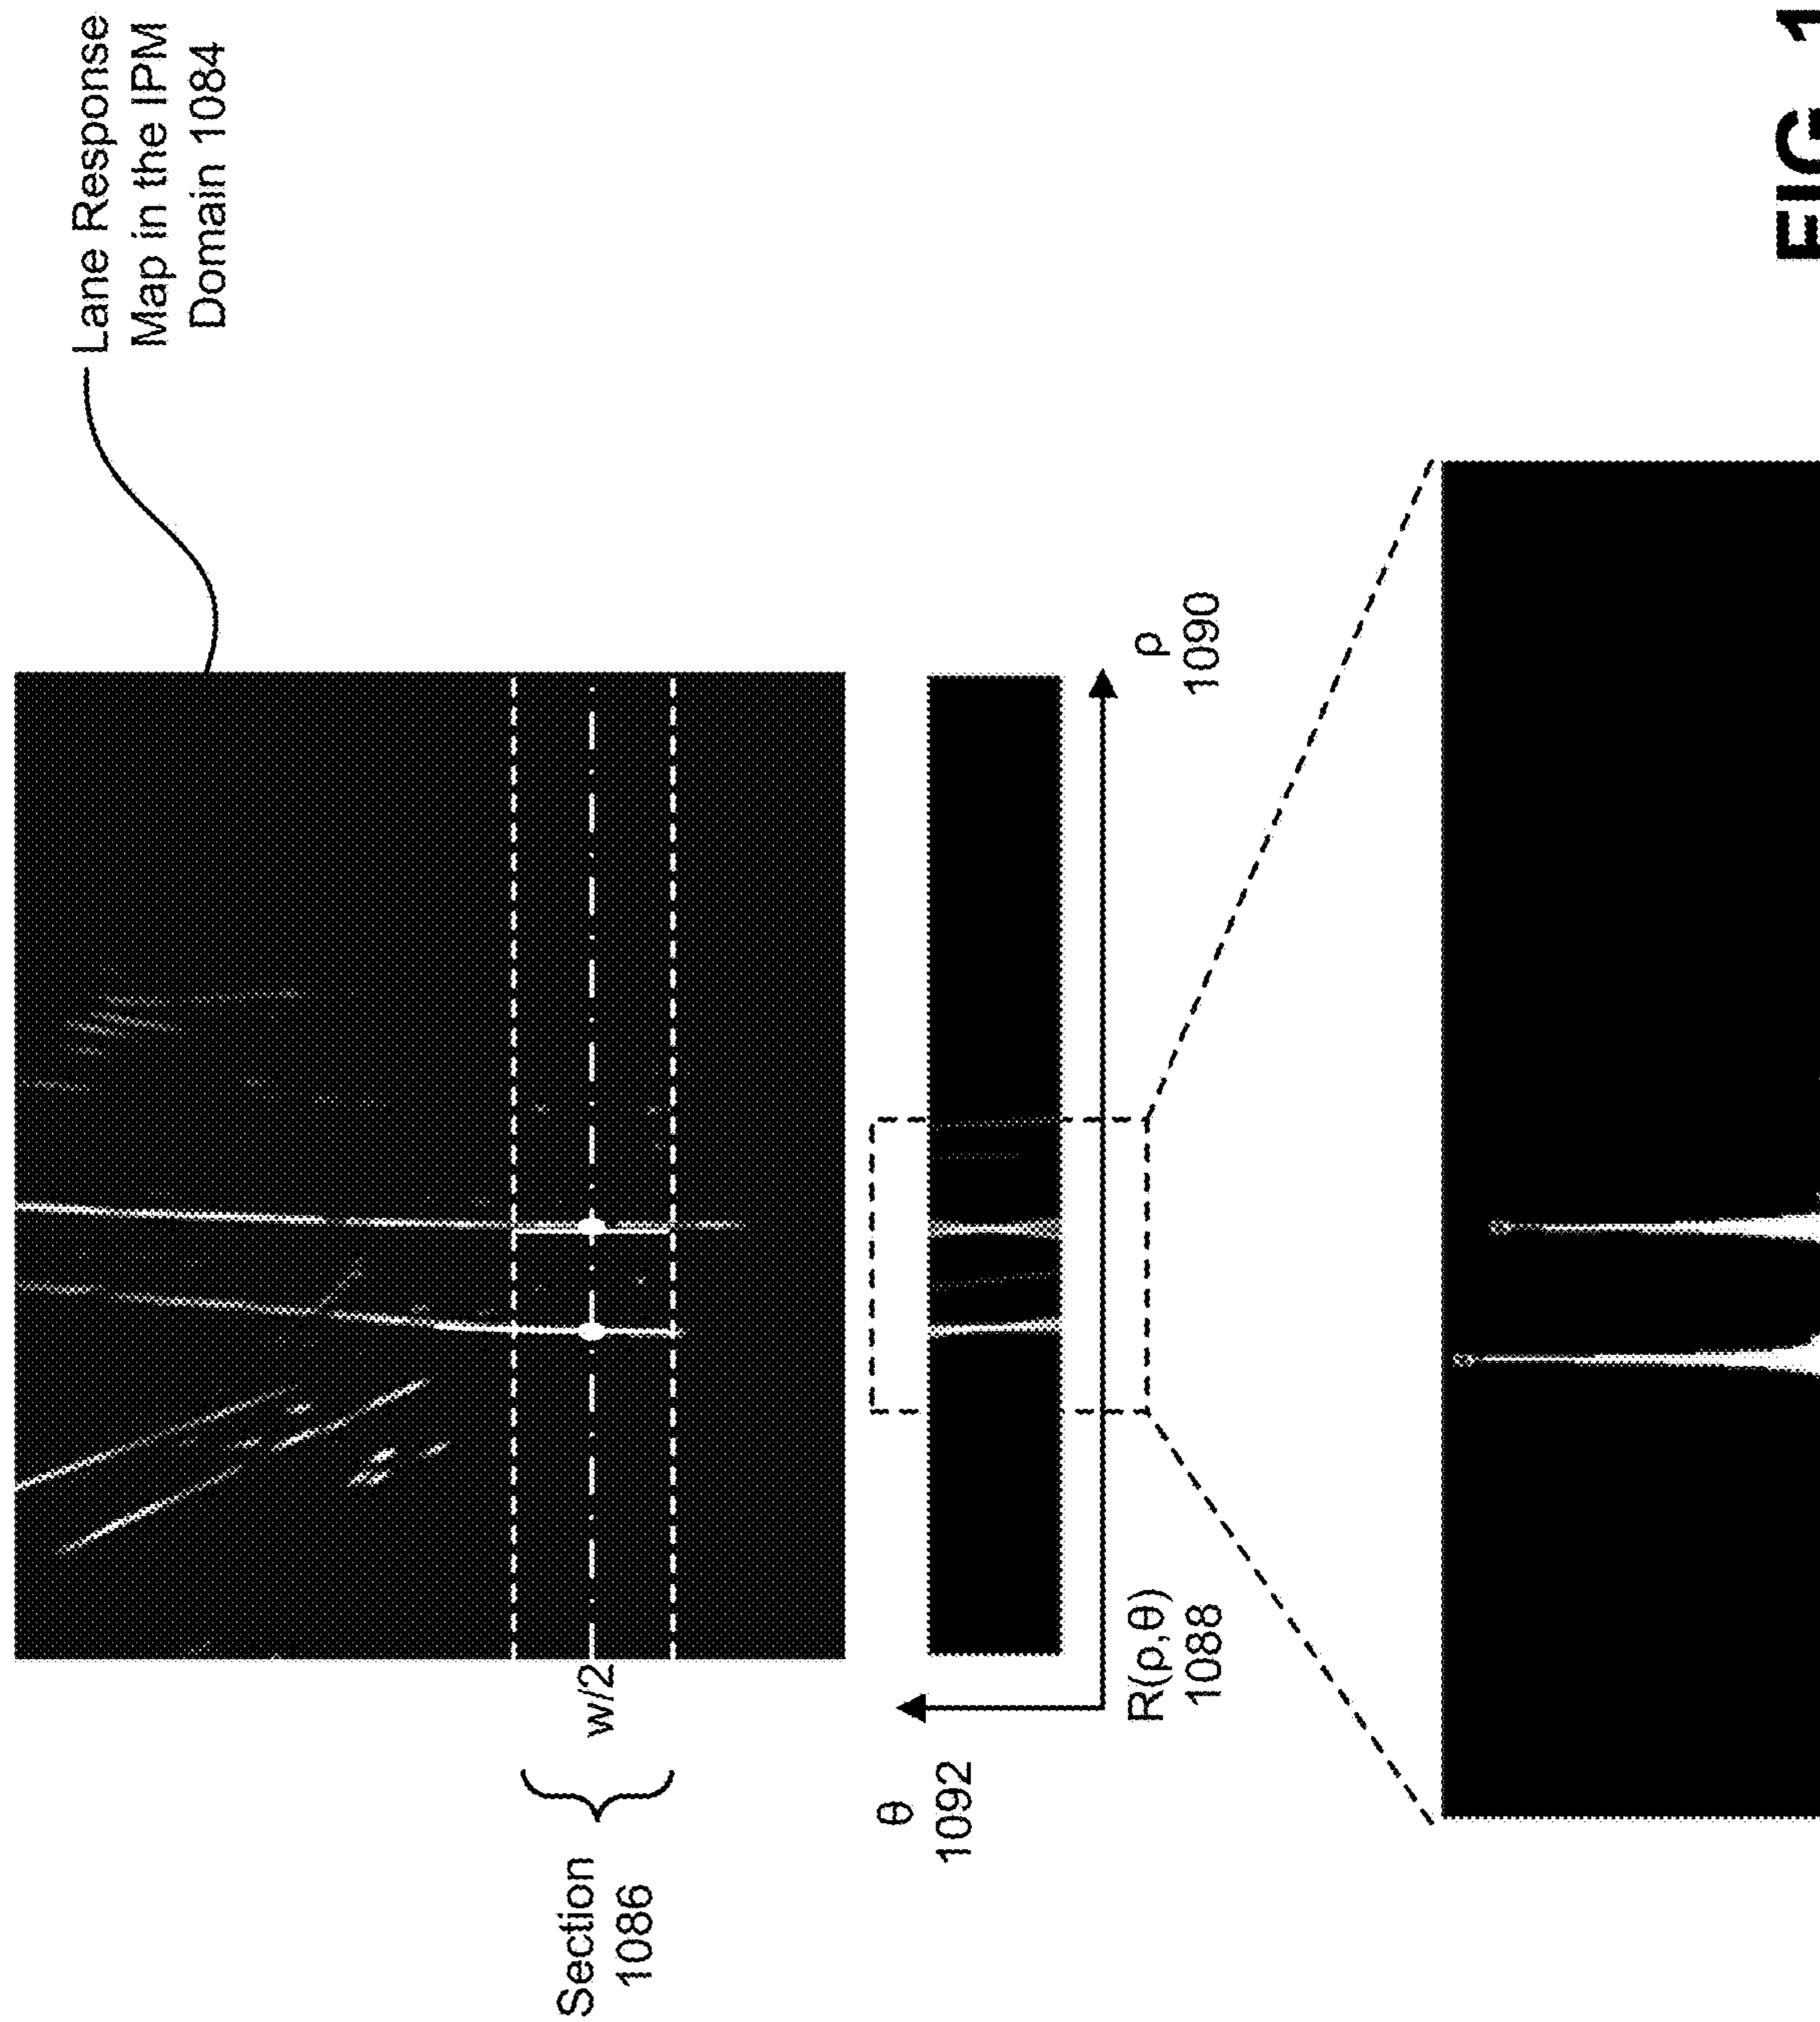 Lane Response
Map in the IPM
Domain 1084
Section
1086
w/2
θ
1092
R(ρ,θ)
1088
ρ
1090
FIG. 1